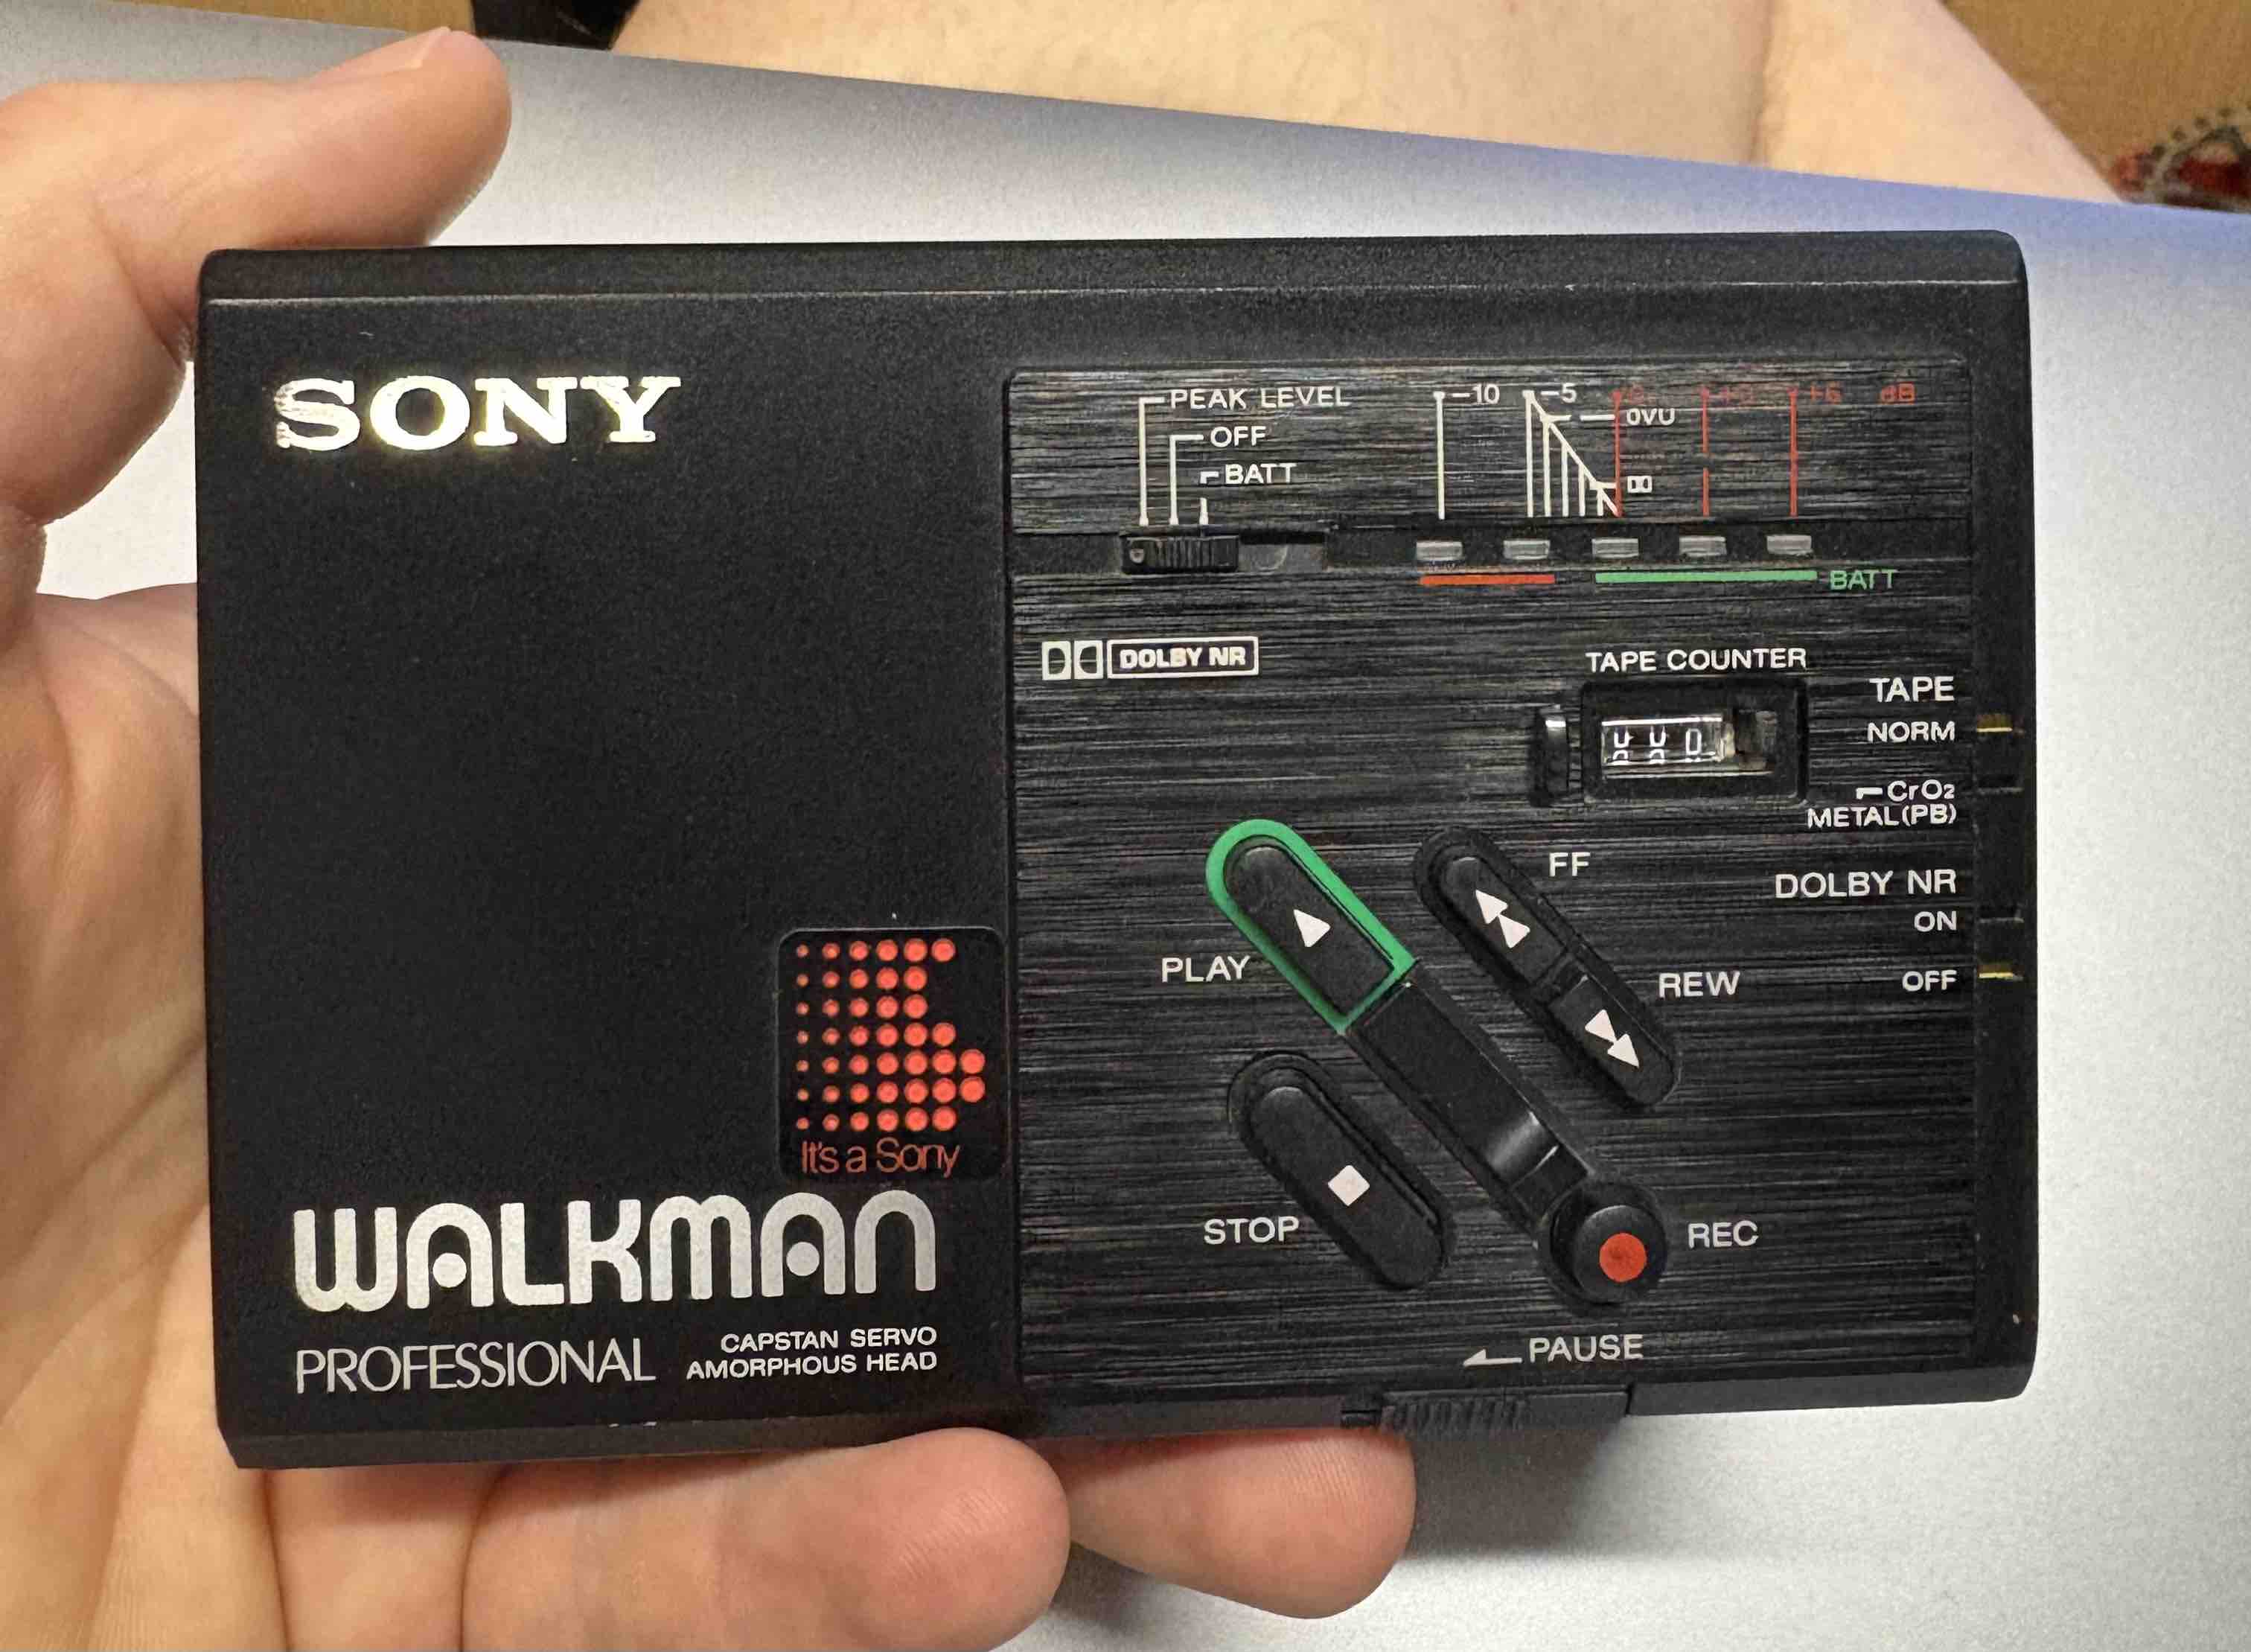 SONY
PEAK LEVEL
OFF
BATT
-10
-5
0VU
+6
dB
BATT
DOLBY NR
TAPE COUNTER
TAPE
NORM
CrO2
METAL(PB)
DOLBY NR
ON
OFF
FF
PLAY
REW
STOP
REC
PAUSE
It's a Sony
WALKMAN
PROFESSIONAL
CAPSTAN SERVO
AMORPHOUS HEAD